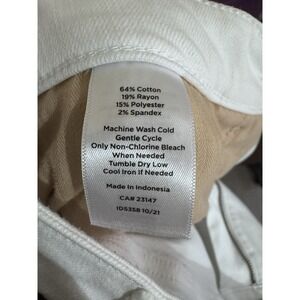 64% Cotton
19% Rayon
15% Polyester
2% Spandex
Machine Wash Cold
Gentle Cycle
Only Non-Chlorine Bleach
When Needed
Tumble Dry Low
Cool Iron If Needed
Made In Indonesia
CA# 23147
ID5358 10/21